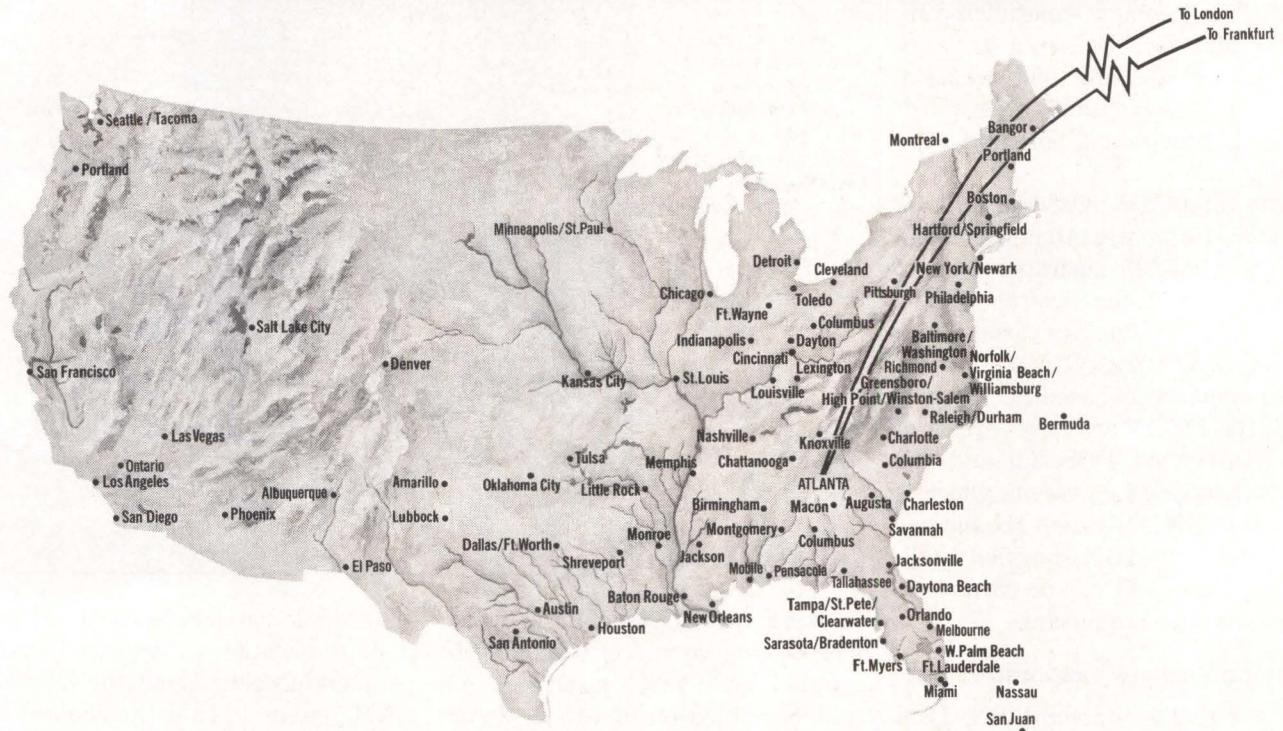 To London
To Frankfurt
Seattle / Tacoma
Portland
Montreal
Bangor
Portland
Boston
Hartford/Springfield
Minneapolis/St.Paul
Detroit
Cleveland
New York/Newark
Chicago
Toledo
Pittsburgh
Philadelphia
Ft.Wayne
Salt Lake City
Columbus
Indianapolis
Dayton
Baltimore/
Washington
Cincinnati
Norfolk/
Virginia Beach/
Williamsburg
Denver
San Francisco
Kansas City
St.Louis
Lexington
Richmond
Louisville
Greensboro/
High Point/Winston-Salem
Raleigh/Durham
Bermuda
Las Vegas
Nashville
Knoxville
Charlotte
Ontario
Los Angeles
Tulsa
Memphis
Chattanooga
Columbia
Albuquerque
Amarillo
Oklahoma City
Little Rock
ATLANTA
San Diego
Phoenix
Lubbock
Birmingham
Macon
Augusta
Charleston
Savannah
Monroe
Montgomery
Columbus
Dallas/Ft.Worth
Shreveport
Jackson
El Paso
Mobile
Pensacola
Tallahassee
Jacksonville
Daytona Beach
Austin
Baton Rouge
New Orleans
Tampa/St.Pete/
Clearwater
Orlando
Melbourne
San Antonio
Houston
Sarasota/Bradenton
W.Palm Beach
Ft.Myers
Ft.Lauderdale
Miami
Nassau
San Juan